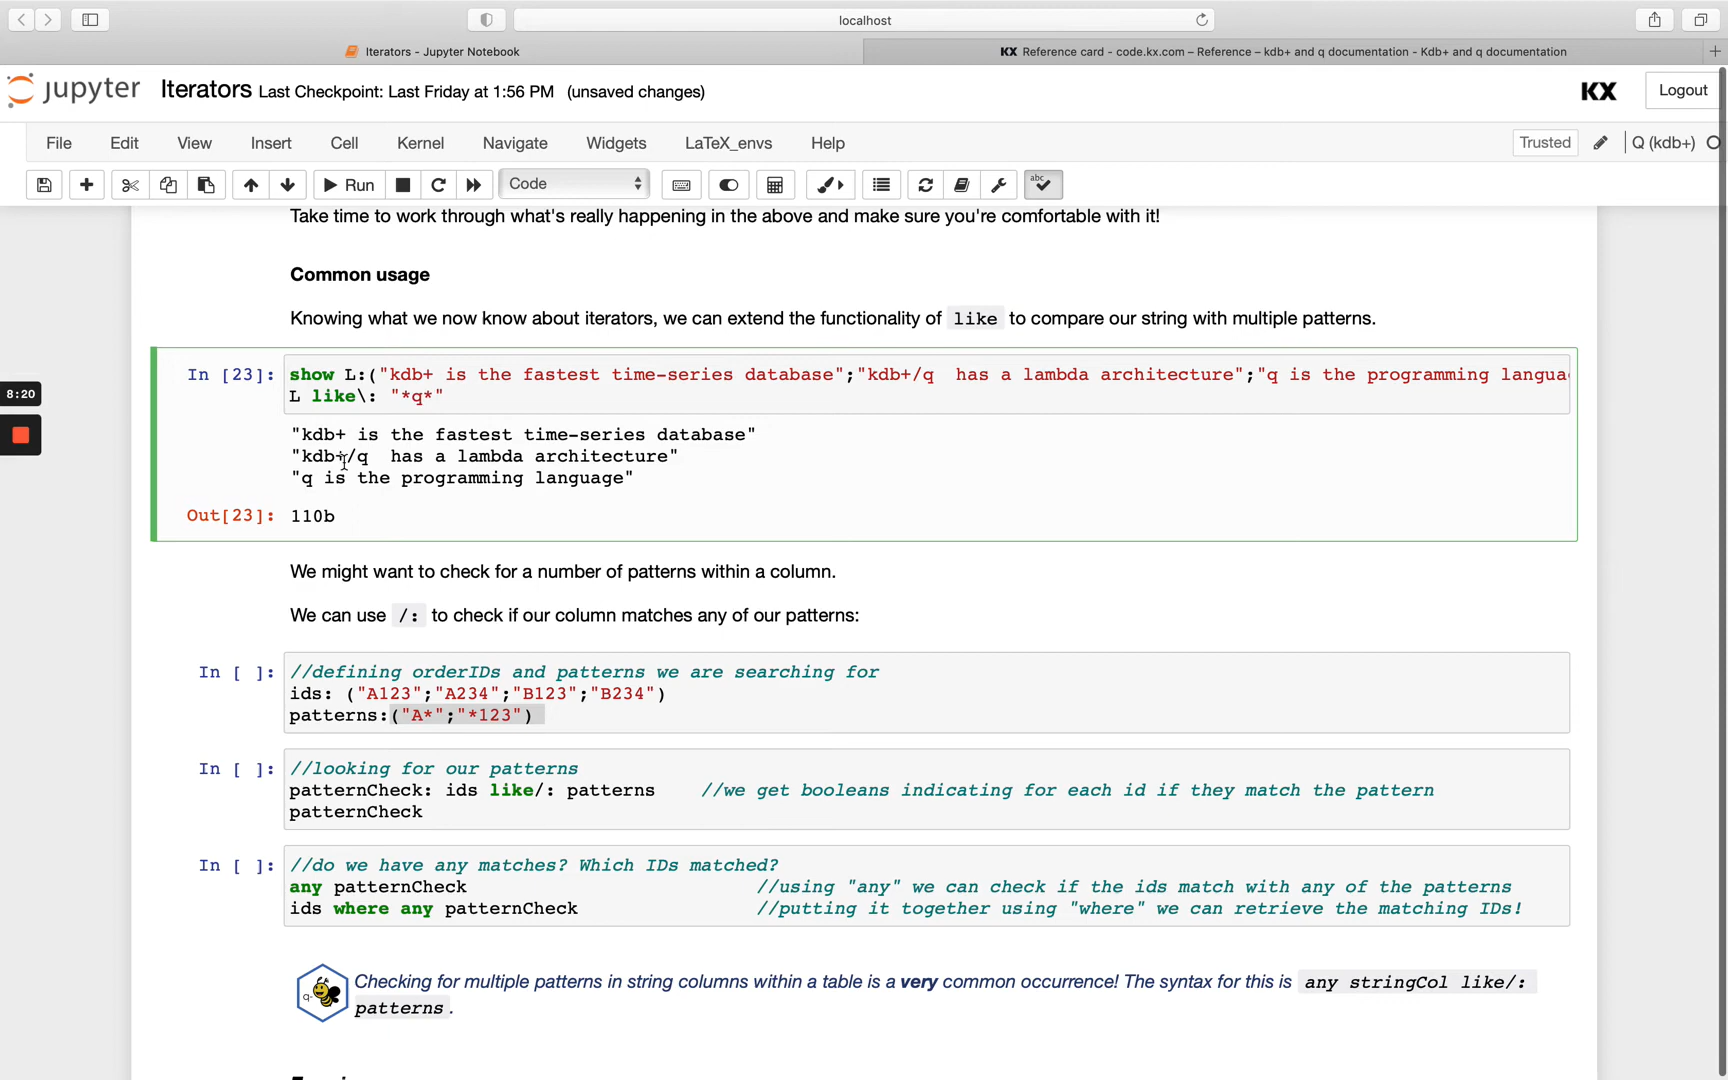 localhost
Iterators - Jupyter Notebook
KX Reference card - code.kx.com – Reference – kdb+ and q documentation - Kdb+ and q documentation
jupyter Iterators Last Checkpoint: Last Friday at 1:56 PM (unsaved changes) KX Logout
File Edit View Insert Cell Kernel Navigate Widgets LaTeX_envs Help Trusted Q (kdb+)
Run Code abc
Take time to work through what's really happening in the above and make sure you're comfortable with it!
Common usage
Knowing what we now know about iterators, we can extend the functionality of like to compare our string with multiple patterns.
8:20
In [23]: show L:("kdb+ is the fastest time-series database";"kdb+/q  has a lambda architecture";"q is the programming langua
L like\: "*q*"
"kdb+ is the fastest time-series database"
"kdb+/q  has a lambda architecture"
"q is the programming language"
Out[23]: 110b
We might want to check for a number of patterns within a column.
We can use /: to check if our column matches any of our patterns:
In [ ]: //defining orderIDs and patterns we are searching for
ids: ("A123";"A234";"B123";"B234")
patterns:("A*";"*123")
In [ ]: //looking for our patterns
patternCheck: ids like/: patterns    //we get booleans indicating for each id if they match the pattern
patternCheck
In [ ]: //do we have any matches? Which IDs matched?
any patternCheck    //using "any" we can check if the ids match with any of the patterns
ids where any patternCheck    //putting it together using "where" we can retrieve the matching IDs!
q- Checking for multiple patterns in string columns within a table is a very common occurrence! The syntax for this is any stringCol like/:
patterns .